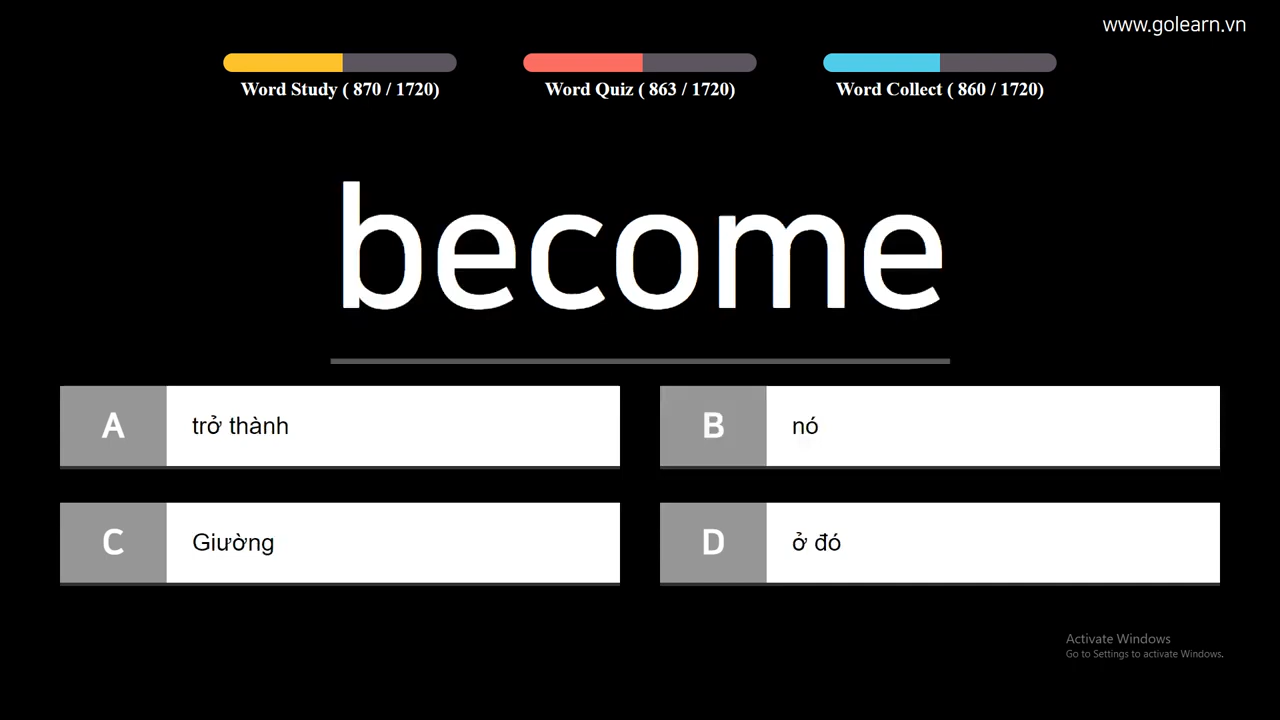 www.golearn.vn
Word Study ( 870 / 1720)
Word Quiz ( 863 / 1720)
Word Collect ( 860 / 1720)
become
A trở thành
B nó
C Giường
D ở đó
Activate Windows
Go to Settings to activate Windows.